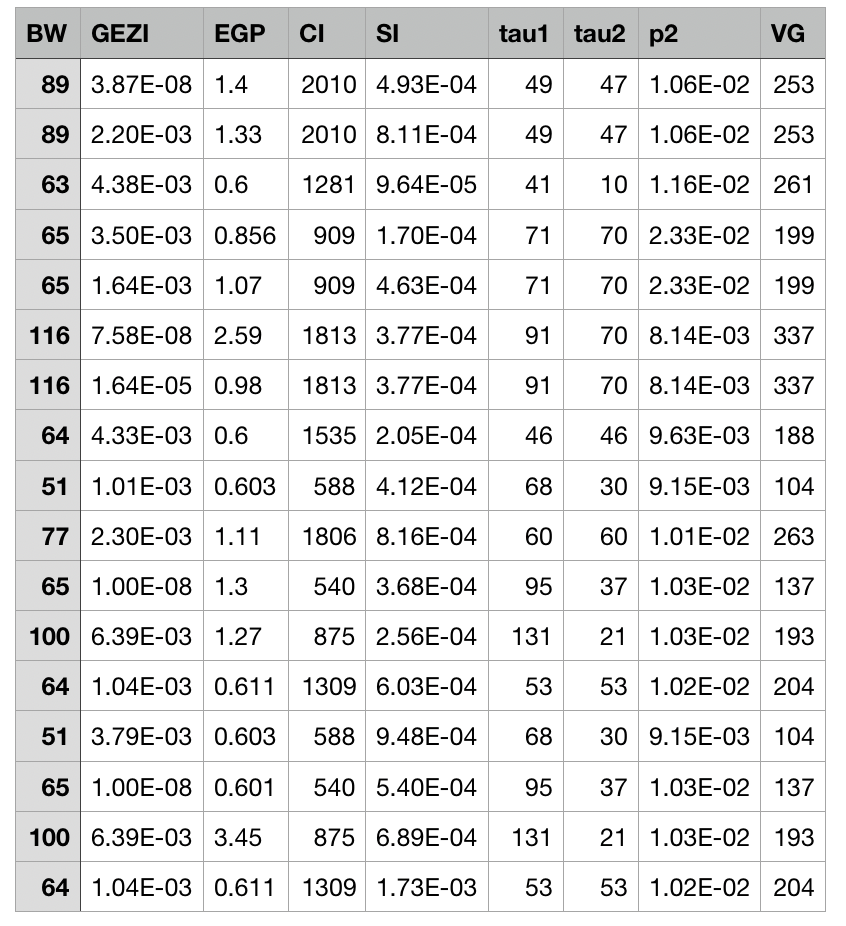 BW GEZI EGP CI SI tau1 tau2 p2 VG
89 3.87E-08 1.4 2010 4.93E-04 49 47 1.06E-02 253
89 2.20E-03 1.33 2010 8.11E-04 49 47 1.06E-02 253
63 4.38E-03 0.6 1281 9.64E-05 41 10 1.16E-02 261
65 3.50E-03 0.856 909 1.70E-04 71 70 2.33E-02 199
65 1.64E-03 1.07 909 4.63E-04 71 70 2.33E-02 199
116 7.58E-08 2.59 1813 3.77E-04 91 70 8.14E-03 337
116 1.64E-05 0.98 1813 3.77E-04 91 70 8.14E-03 337
64 4.33E-03 0.6 1535 2.05E-04 46 46 9.63E-03 188
51 1.01E-03 0.603 588 4.12E-04 68 30 9.15E-03 104
77 2.30E-03 1.11 1806 8.16E-04 60 60 1.01E-02 263
65 1.00E-08 1.3 540 3.68E-04 95 37 1.03E-02 137
100 6.39E-03 1.27 875 2.56E-04 131 21 1.03E-02 193
64 1.04E-03 0.611 1309 6.03E-04 53 53 1.02E-02 204
51 3.79E-03 0.603 588 9.48E-04 68 30 9.15E-03 104
65 1.00E-08 0.601 540 5.40E-04 95 37 1.03E-02 137
100 6.39E-03 3.45 875 6.89E-04 131 21 1.03E-02 193
64 1.04E-03 0.611 1309 1.73E-03 53 53 1.02E-02 204